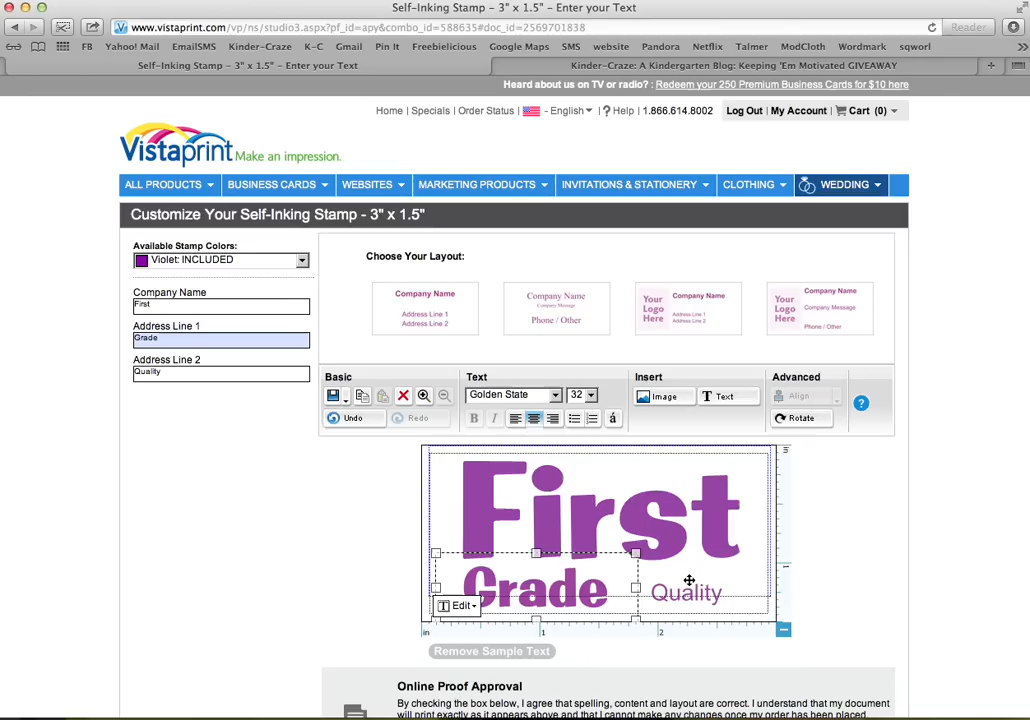 Self-Inking Stamp - 3" x 1.5" - Enter your Text
www.vistaprint.com/vp/ns/studio3.aspx?pf_id=apy&combo_id=588635#doc_id=2569701838
Reader
FB Yahoo! Mail EmailSMS Kinder-Craze K-C Gmail Pin It Freebielicious Google Maps SMS website Pandora Netflix Talmer ModCloth Wordmark sqworl
Self-Inking Stamp - 3" x 1.5" - Enter your Text
Kinder-Craze: A Kindergarten Blog: Keeping 'Em Motivated GIVEAWAY
Heard about us on TV or radio? Redeem your 250 Premium Business Cards for $10 here
Home | Specials | Order Status | - English | ? Help | 1.866.614.8002 Log Out | My Account | Cart (0)
Vistaprint Make an impression.
ALL PRODUCTS BUSINESS CARDS WEBSITES MARKETING PRODUCTS INVITATIONS & STATIONERY CLOTHING WEDDING
Customize Your Self-Inking Stamp - 3" x 1.5"
Available Stamp Colors:
Violet: INCLUDED
Company Name
First
Address Line 1
Grade
Address Line 2
Quality
Choose Your Layout:
Company Name
Address Line 1
Address Line 2
Company Name
Company Message
Phone / Other
Your
Logo
Here
Company Name
Address Line 1
Address Line 2
Your
Logo
Here
Company Name
Company Message
Phone / Other
Basic
Undo Redo
Text
Golden State 32
B I á
Insert
Image T Text
Advanced
Align
Rotate
?
First
Grade
Quality
T Edit
in
1
in 1 2
Remove Sample Text
Online Proof Approval
By checking the box below, I agree that spelling, content and layout are correct. I understand that my document
will print exactly as it appears above and that I cannot make any changes once my order has been placed.